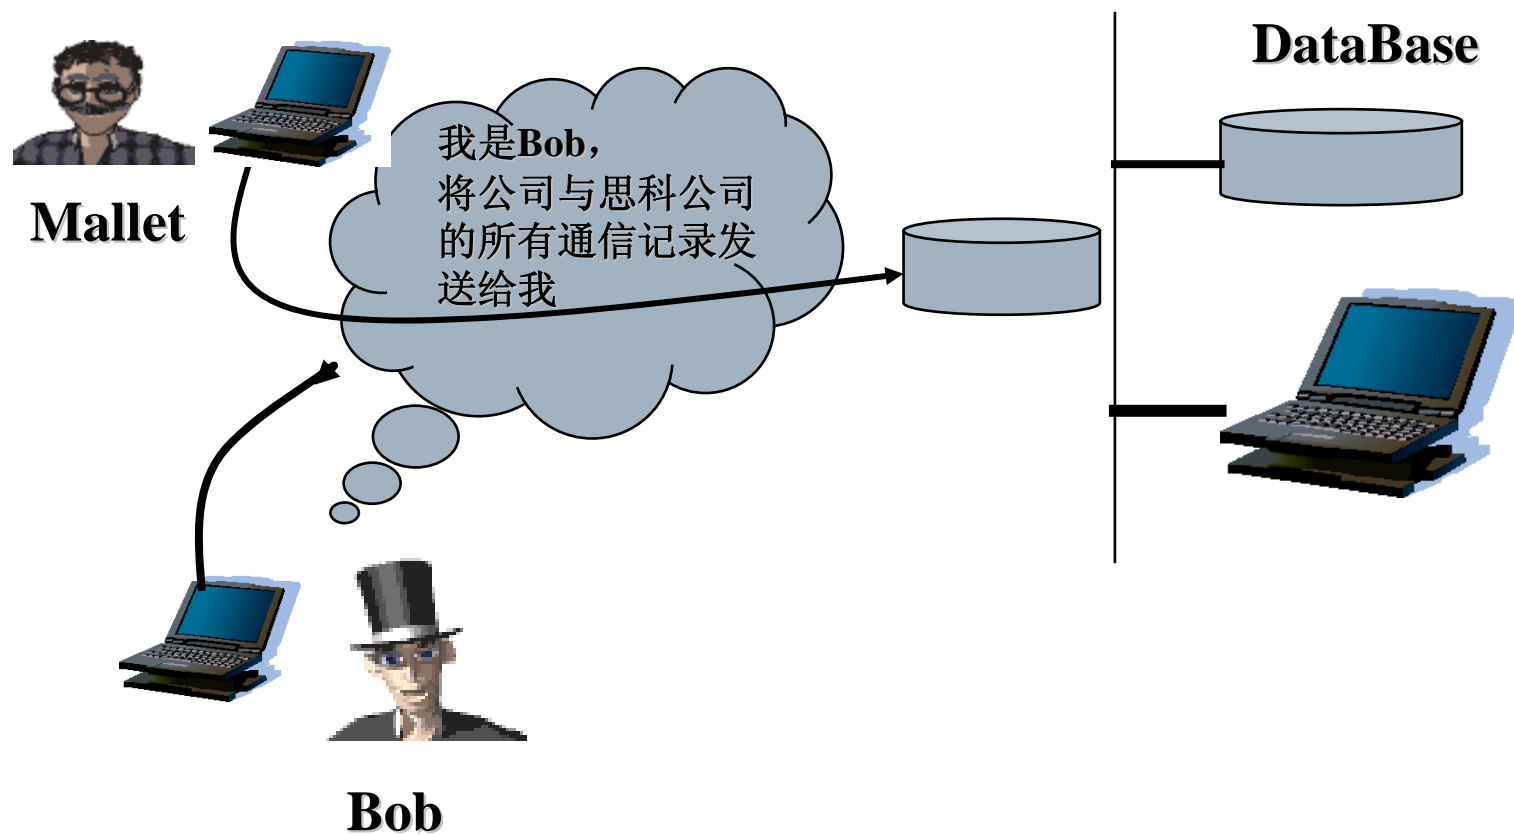 DataBase
我是Bob，
将公司与思科公司
的所有通信记录发
送给我
Mallet
Bob